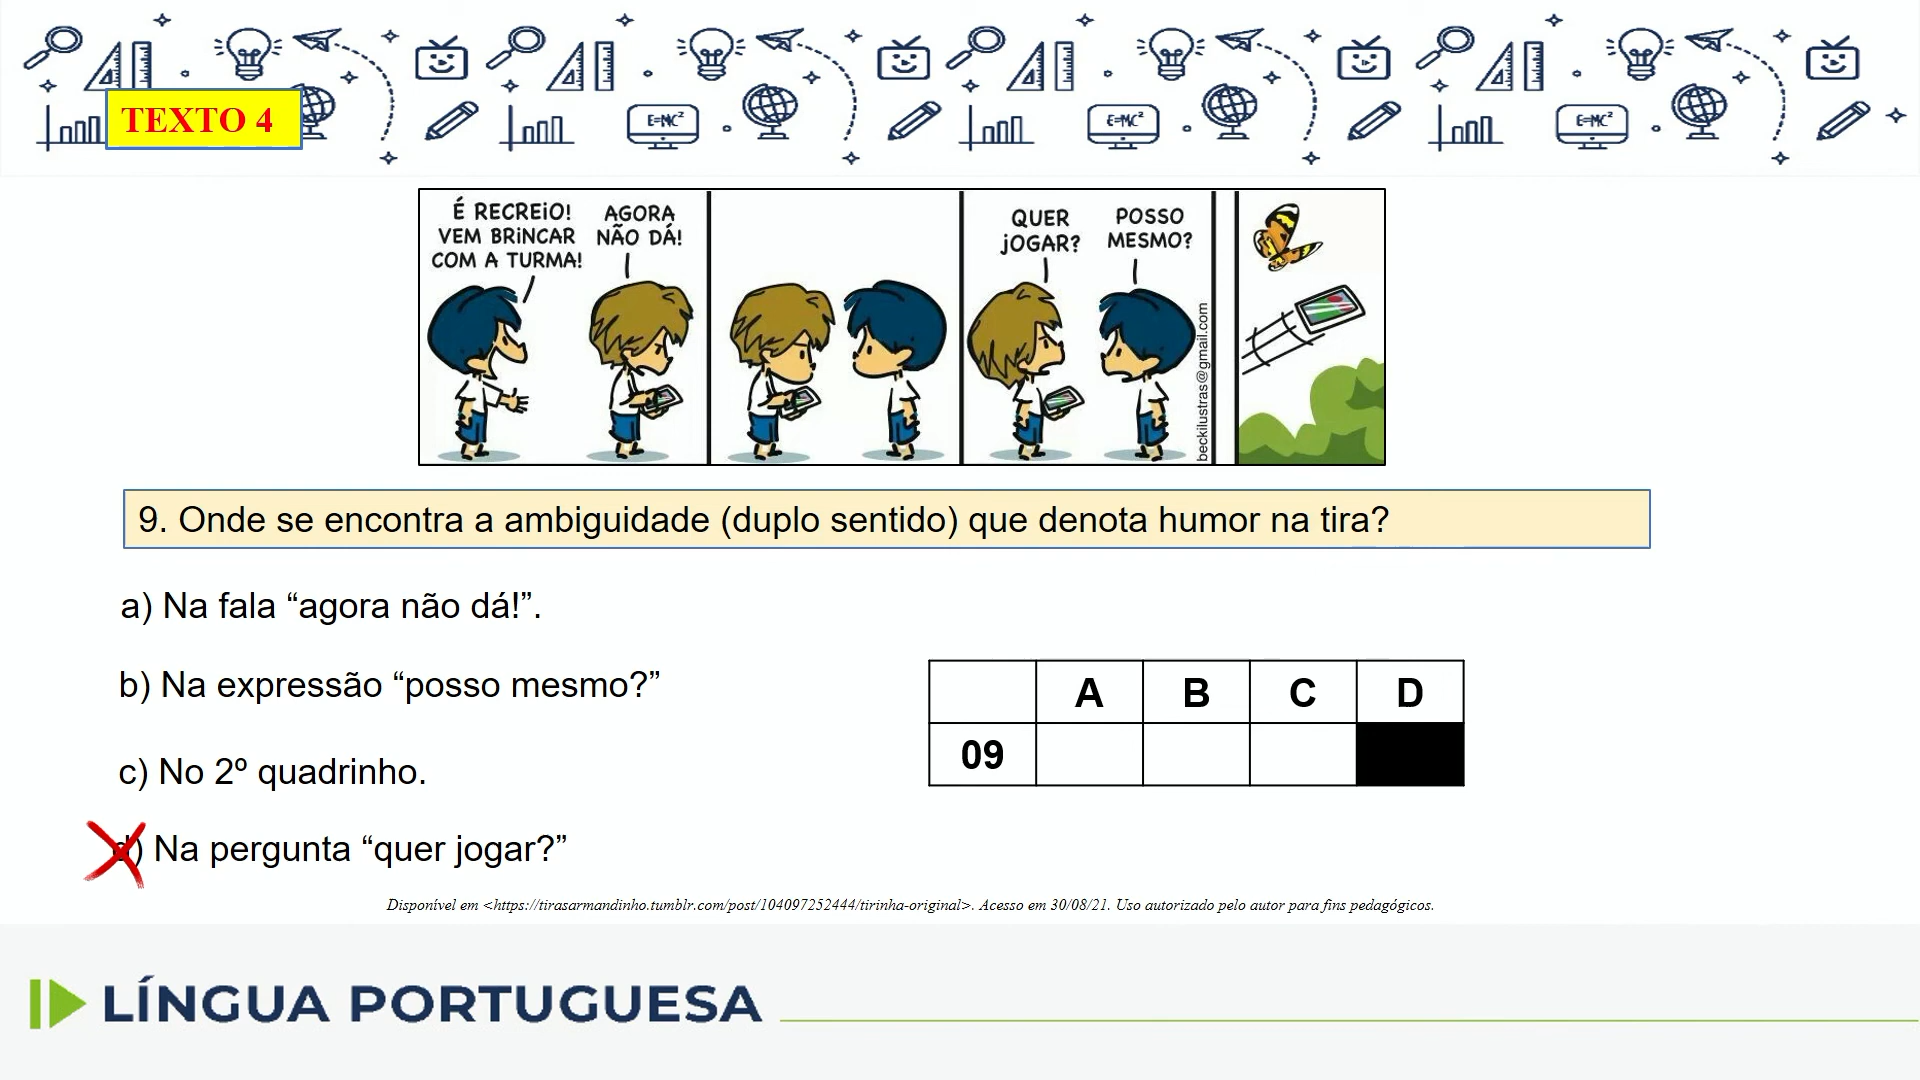 TEXTO 4
E=MC²
E=MC²
E=MC²
É RECREIO!
VEM BRINCAR
COM A TURMA!
AGORA
NÃO DÁ!
QUER
JOGAR?
POSSO
MESMO?
beckilustras@gmail.com
9. Onde se encontra a ambiguidade (duplo sentido) que denota humor na tira?
a) Na fala “agora não dá!”.
b) Na expressão “posso mesmo?”
c) No 2º quadrinho.
d) Na pergunta “quer jogar?”
A B C D
09
Disponível em <https://tirasarmandinho.tumblr.com/post/104097252444/tirinha-original>. Acesso em 30/08/21. Uso autorizado pelo autor para fins pedagógicos.
LÍNGUA PORTUGUESA